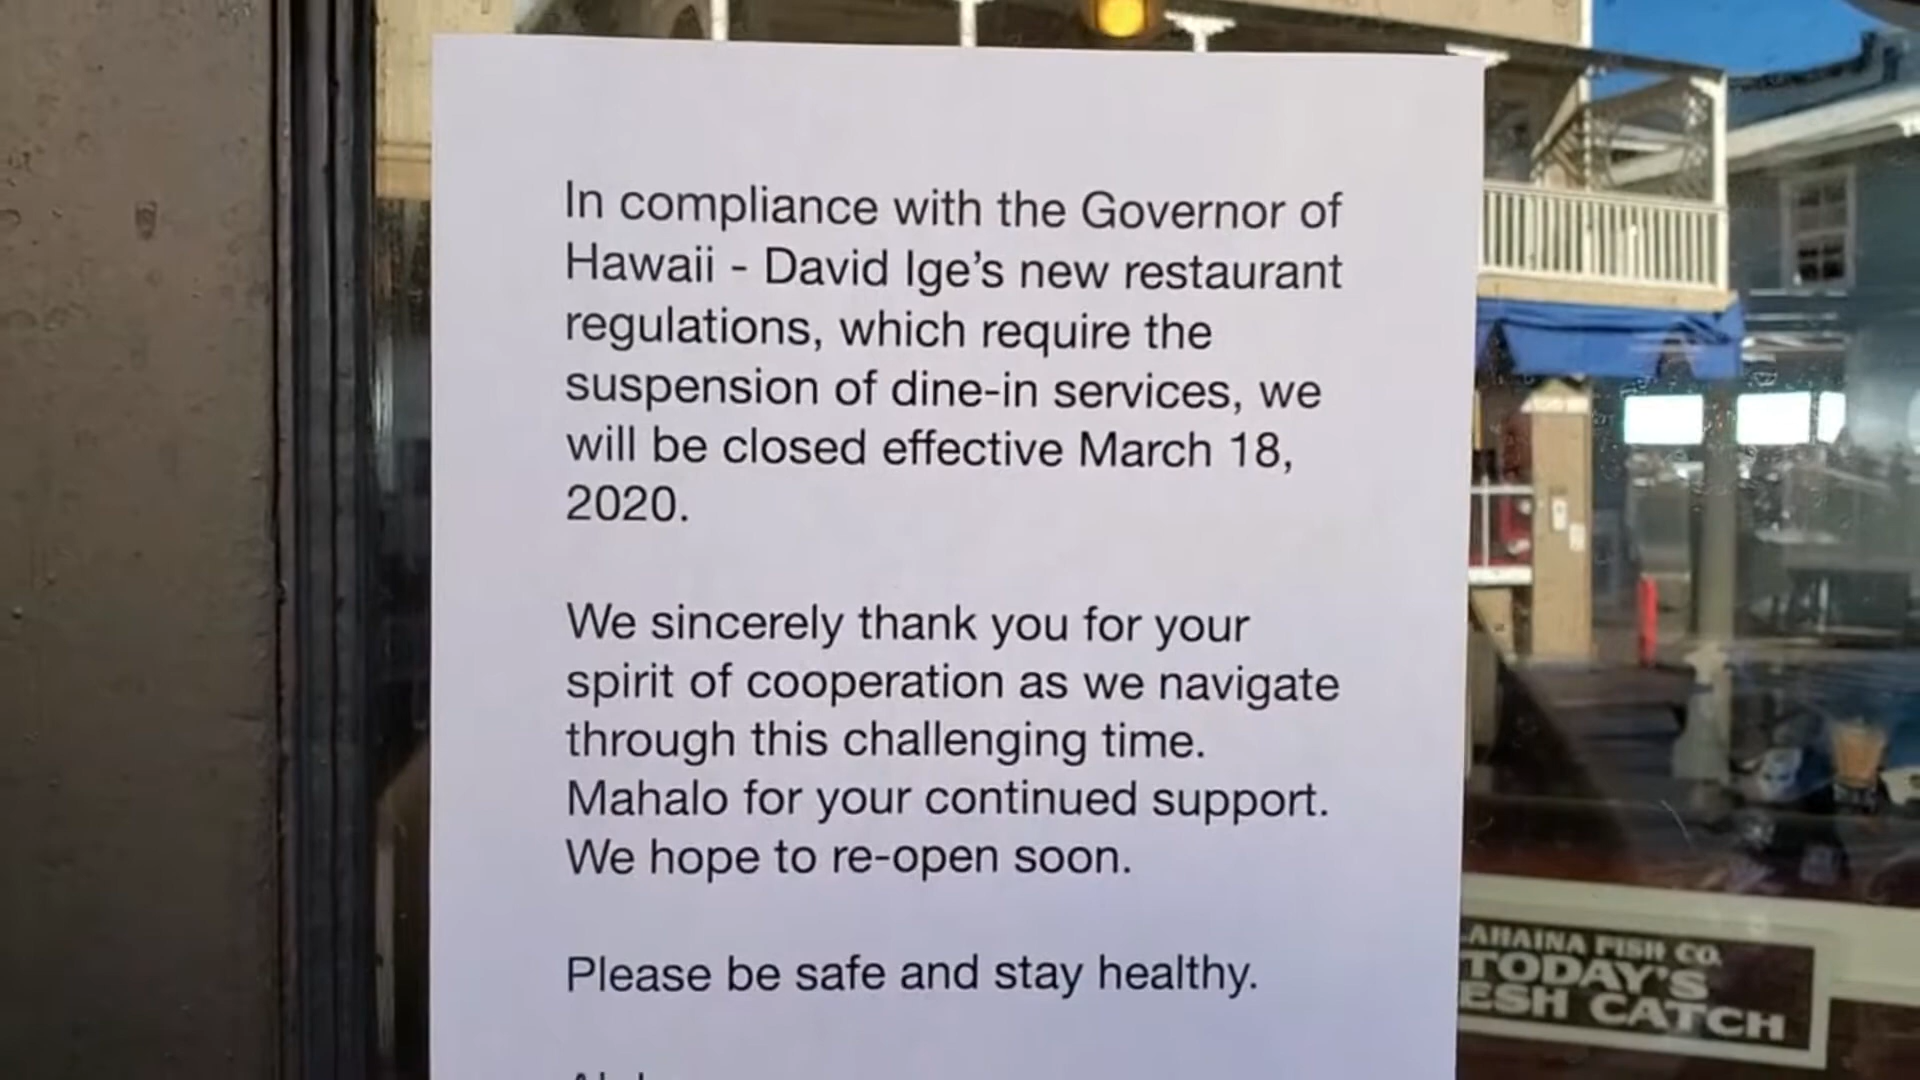 In compliance with the Governor of
Hawaii - David Ige's new restaurant
regulations, which require the
suspension of dine-in services, we
will be closed effective March 18,
2020.
We sincerely thank you for your
spirit of cooperation as we navigate
through this challenging time.
Mahalo for your continued support.
We hope to re-open soon.
Please be safe and stay healthy.
LAHAINA FISH CO.
TODAY'S
ESH CATCH